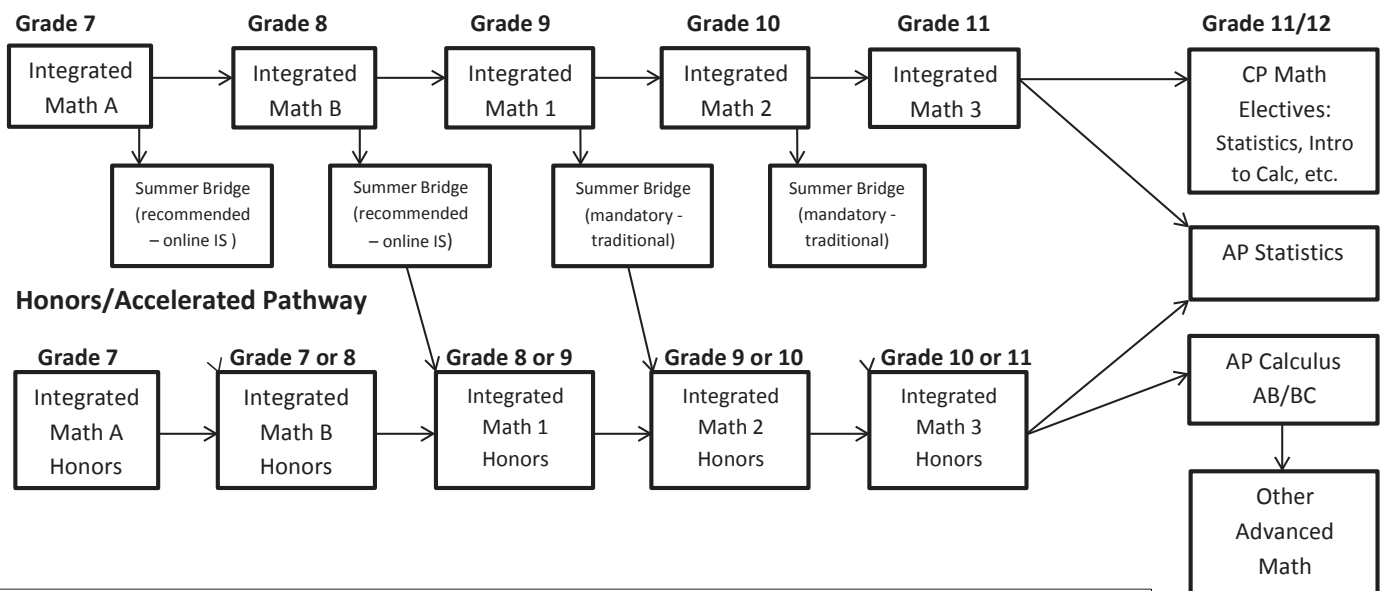 Grade 7
Grade 8
Grade 9
Grade 10
Grade 11
Grade 11/12
Integrated
Math A
Integrated
Math B
Integrated
Math 1
Integrated
Math 2
Integrated
Math 3
CP Math
Electives:
Statistics, Intro
to Calc, etc.
Summer Bridge
(recommended
– online IS )
Summer Bridge
(recommended
– online IS)
Summer Bridge
(mandatory -
traditional)
Summer Bridge
(mandatory -
traditional)
AP Statistics
Honors/Accelerated Pathway
Grade 7
Grade 7 or 8
Grade 8 or 9
Grade 9 or 10
Grade 10 or 11
Integrated
Math A
Honors
Integrated
Math B
Honors
Integrated
Math 1
Honors
Integrated
Math 2
Honors
Integrated
Math 3
Honors
AP Calculus
AB/BC
Other
Advanced
Math